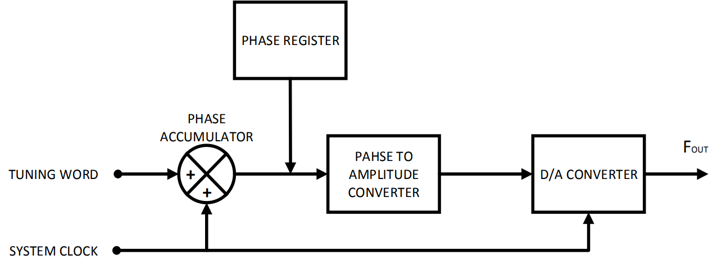 PHASE REGISTER
PHASE
ACCUMULATOR
TUNING WORD
+
+
PAHSE TO
AMPLITUDE
CONVERTER
D/A CONVERTER
FOUT
SYSTEM CLOCK